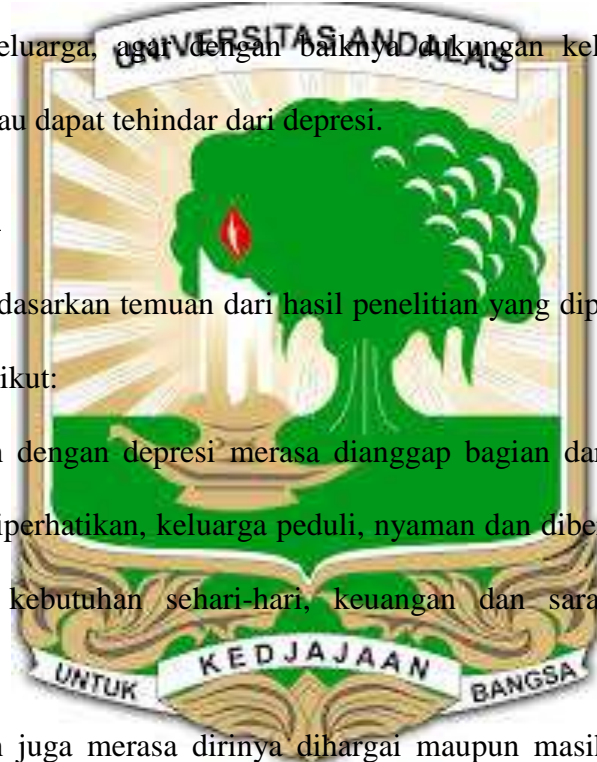 UNIVERSITAS ANDALAS
eluarga, agar dengan baiknya dukungan kel
au dapat tehindar dari depresi.
dasarkan temuan dari hasil penelitian yang dip
ikut:
dengan depresi merasa dianggap bagian dar
iperhatikan, keluarga peduli, nyaman dan diber
kebutuhan sehari-hari, keuangan dan sara
UNTUK KEDJAJAAN BANGSA
juga merasa dirinya dihargai maupun masih